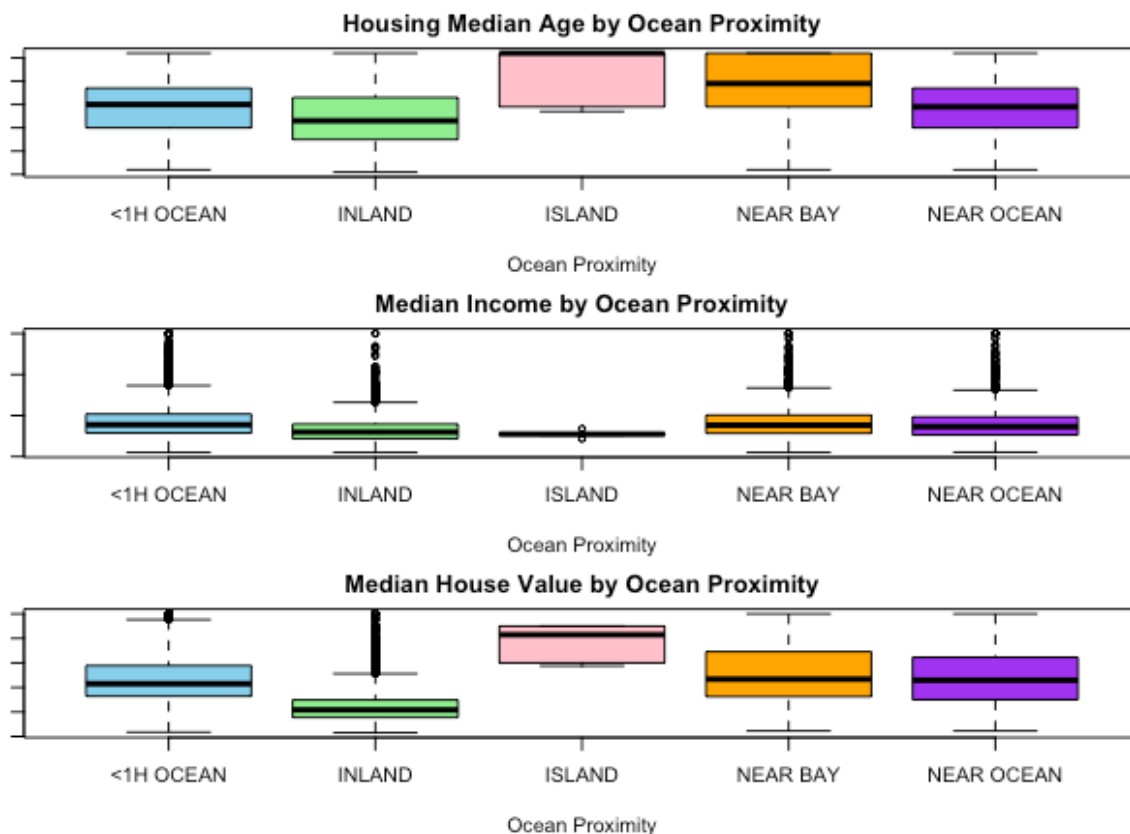 Housing Median Age by Ocean Proximity
<1H OCEAN INLAND ISLAND NEAR BAY NEAR OCEAN
Ocean Proximity
Median Income by Ocean Proximity
<1H OCEAN INLAND ISLAND NEAR BAY NEAR OCEAN
Ocean Proximity
Median House Value by Ocean Proximity
<1H OCEAN INLAND ISLAND NEAR BAY NEAR OCEAN
Ocean Proximity